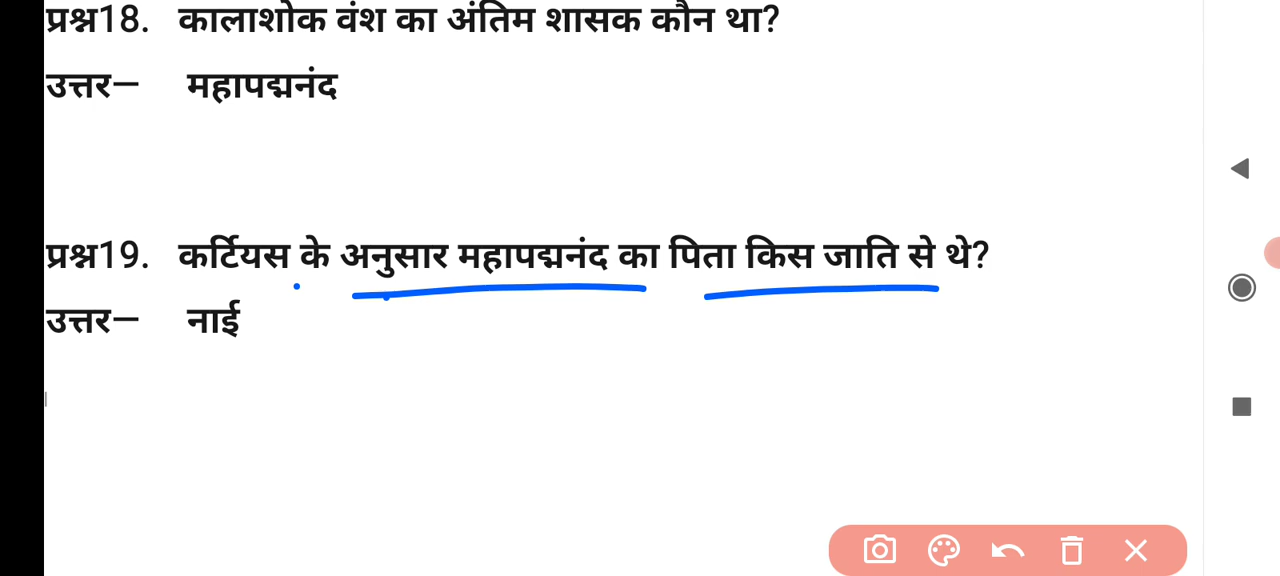 प्रश्न18. कालाशोक वंश का अंतिम शासक कौन था?
उत्तर— महापद्मनंद
प्रश्न19. कर्टियस के अनुसार महापद्मनंद का पिता किस जाति से थे?
उत्तर— नाई